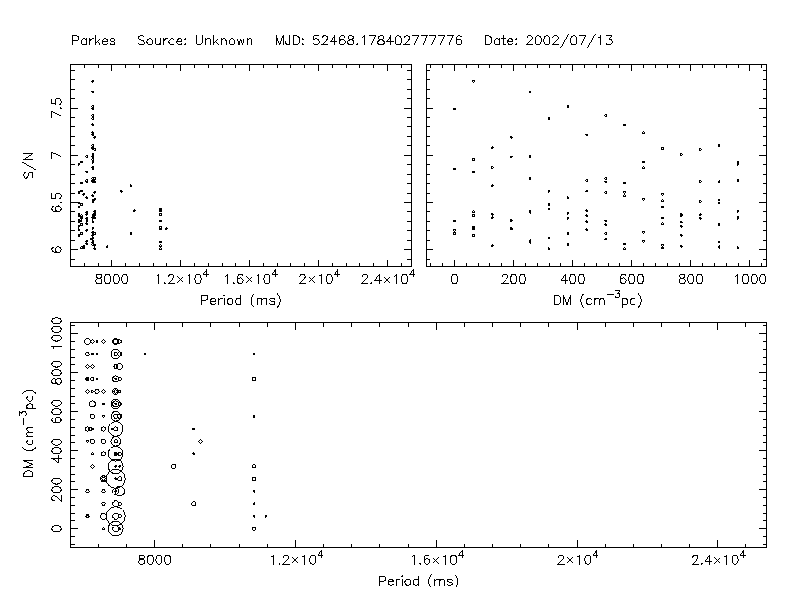 Parkes Source: Unknown MJD: 52468.178402777776 Date: 2002/07/13
S/N
7.5
7
6.5
6
8000 1.2×10⁴ 1.6×10⁴ 2×10⁴ 2.4×10⁴
Period (ms)
0 200 400 600 800 1000
DM (cm⁻³pc)
DM (cm⁻³pc)
1000
800
600
400
200
0
8000 1.2×10⁴ 1.6×10⁴ 2×10⁴ 2.4×10⁴
Period (ms)